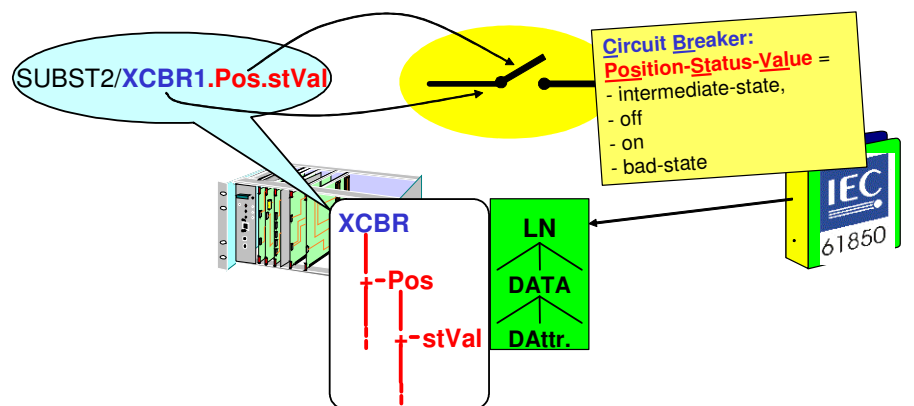 SUBST2/XCBR1.Pos.stVal
Circuit Breaker:
Position-Status-Value =
- intermediate-state,
- off
- on
- bad-state
IEC
61850
XCBR
Pos
stVal
LN
DATA
DAttr.